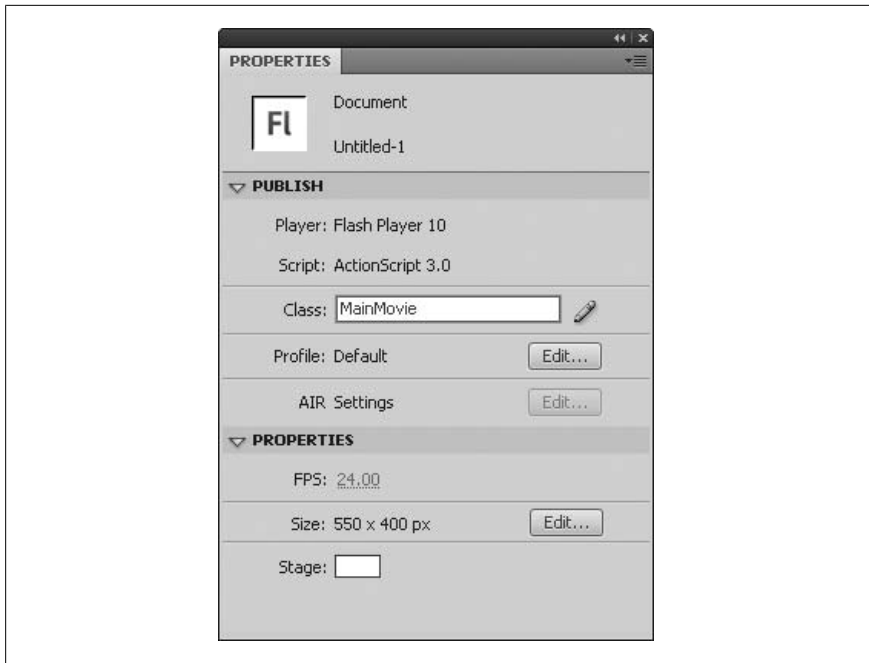 PROPERTIES
Fl
Document
Untitled-1
PUBLISH
Player: Flash Player 10
Script: ActionScript 3.0
Class: MainMovie
Profile: Default Edit...
AIR Settings Edit...
PROPERTIES
FPS: 24.00
Size: 550 x 400 px Edit...
Stage: